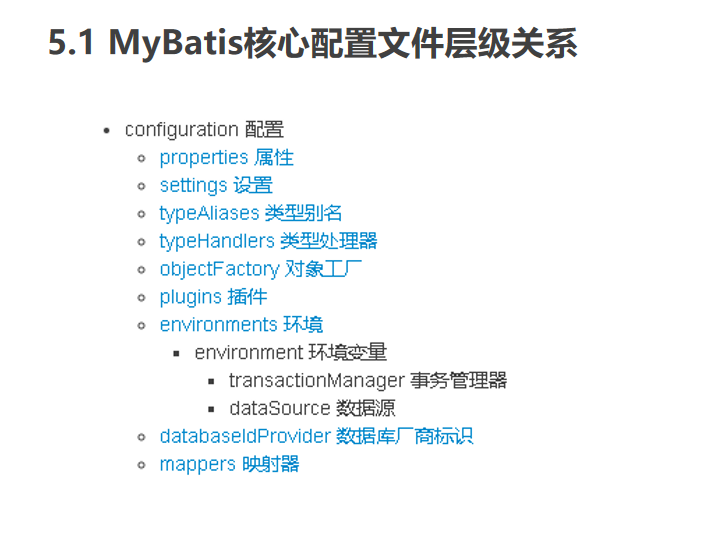 5.1 MyBatis核心配置文件层级关系
configuration 配置
properties 属性
settings 设置
typeAliases 类型别名
typeHandlers 类型处理器
objectFactory 对象工厂
plugins 插件
environments 环境
environment 环境变量
transactionManager 事务管理器
dataSource 数据源
databaseIdProvider 数据库厂商标识
mappers 映射器